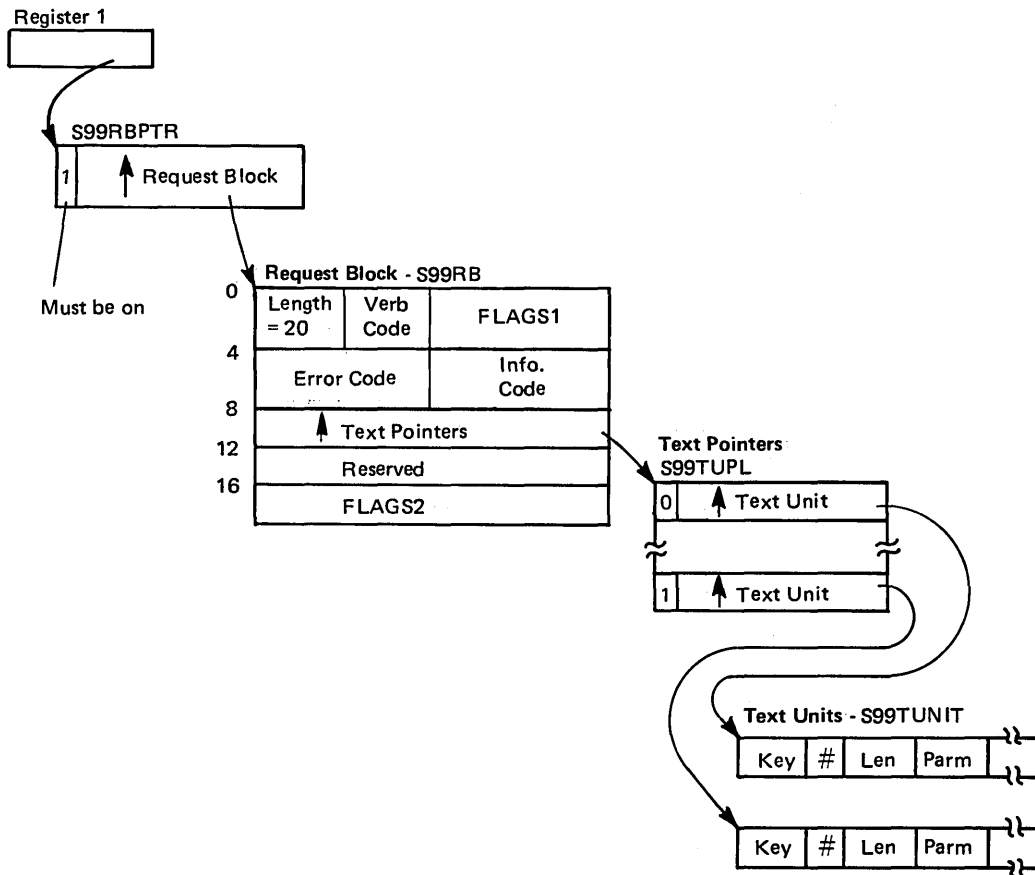 Register 1
S99RBPTR
1 Request Block
Must be on
Request Block - S99RB
0
Length
= 20
Verb
Code
FLAGS1
4
Error Code
Info.
Code
8
Text Pointers
12
Reserved
16
FLAGS2
Text Pointers
S99TUPL
0 Text Unit
1 Text Unit
Text Units - S99TUNIT
Key # Len Parm
Key # Len Parm